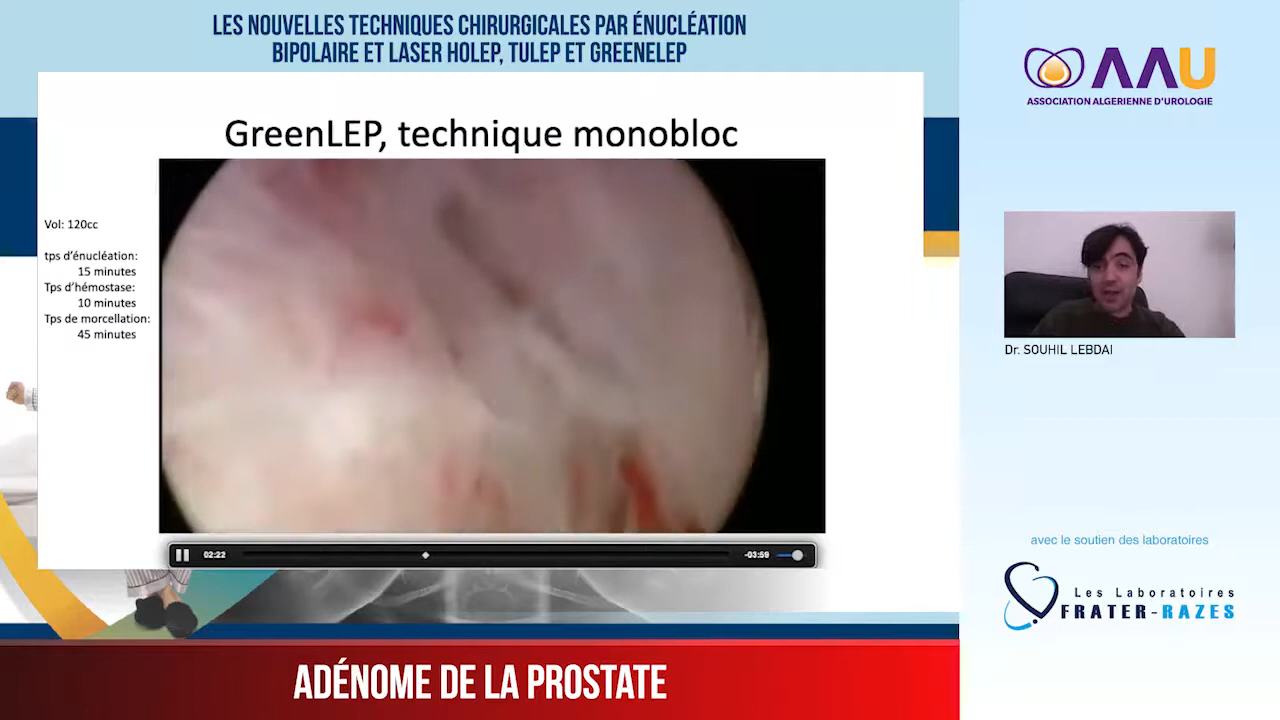 LES NOUVELLES TECHNIQUES CHIRURGICALES PAR ÉNUCLÉATION
BIPOLAIRE ET LASER HOLEP, TULEP ET GREENELEP
GreenLEP, technique monobloc
Vol: 120cc
tps d'énucléation:
15 minutes
Tps d'hémostase:
10 minutes
Tps de morcellation:
45 minutes
02:22
-03:59
ADÉNOME DE LA PROSTATE
AAU
ASSOCIATION ALGERIENNE D'UROLOGIE
Dr. SOUHIL LEBDAI
avec le soutien des laboratoires
Les Laboratoires
FRATER-RAZES